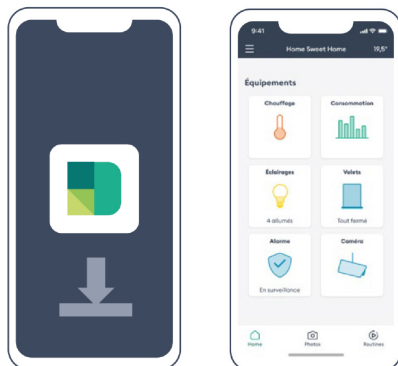 9:41
Home Sweet Home 19,5°
Équipements
Chauffage Consommation
Éclairages Volets
4 allumés Tout fermé
Alarme Caméra
En surveillance
Home Photos Routines